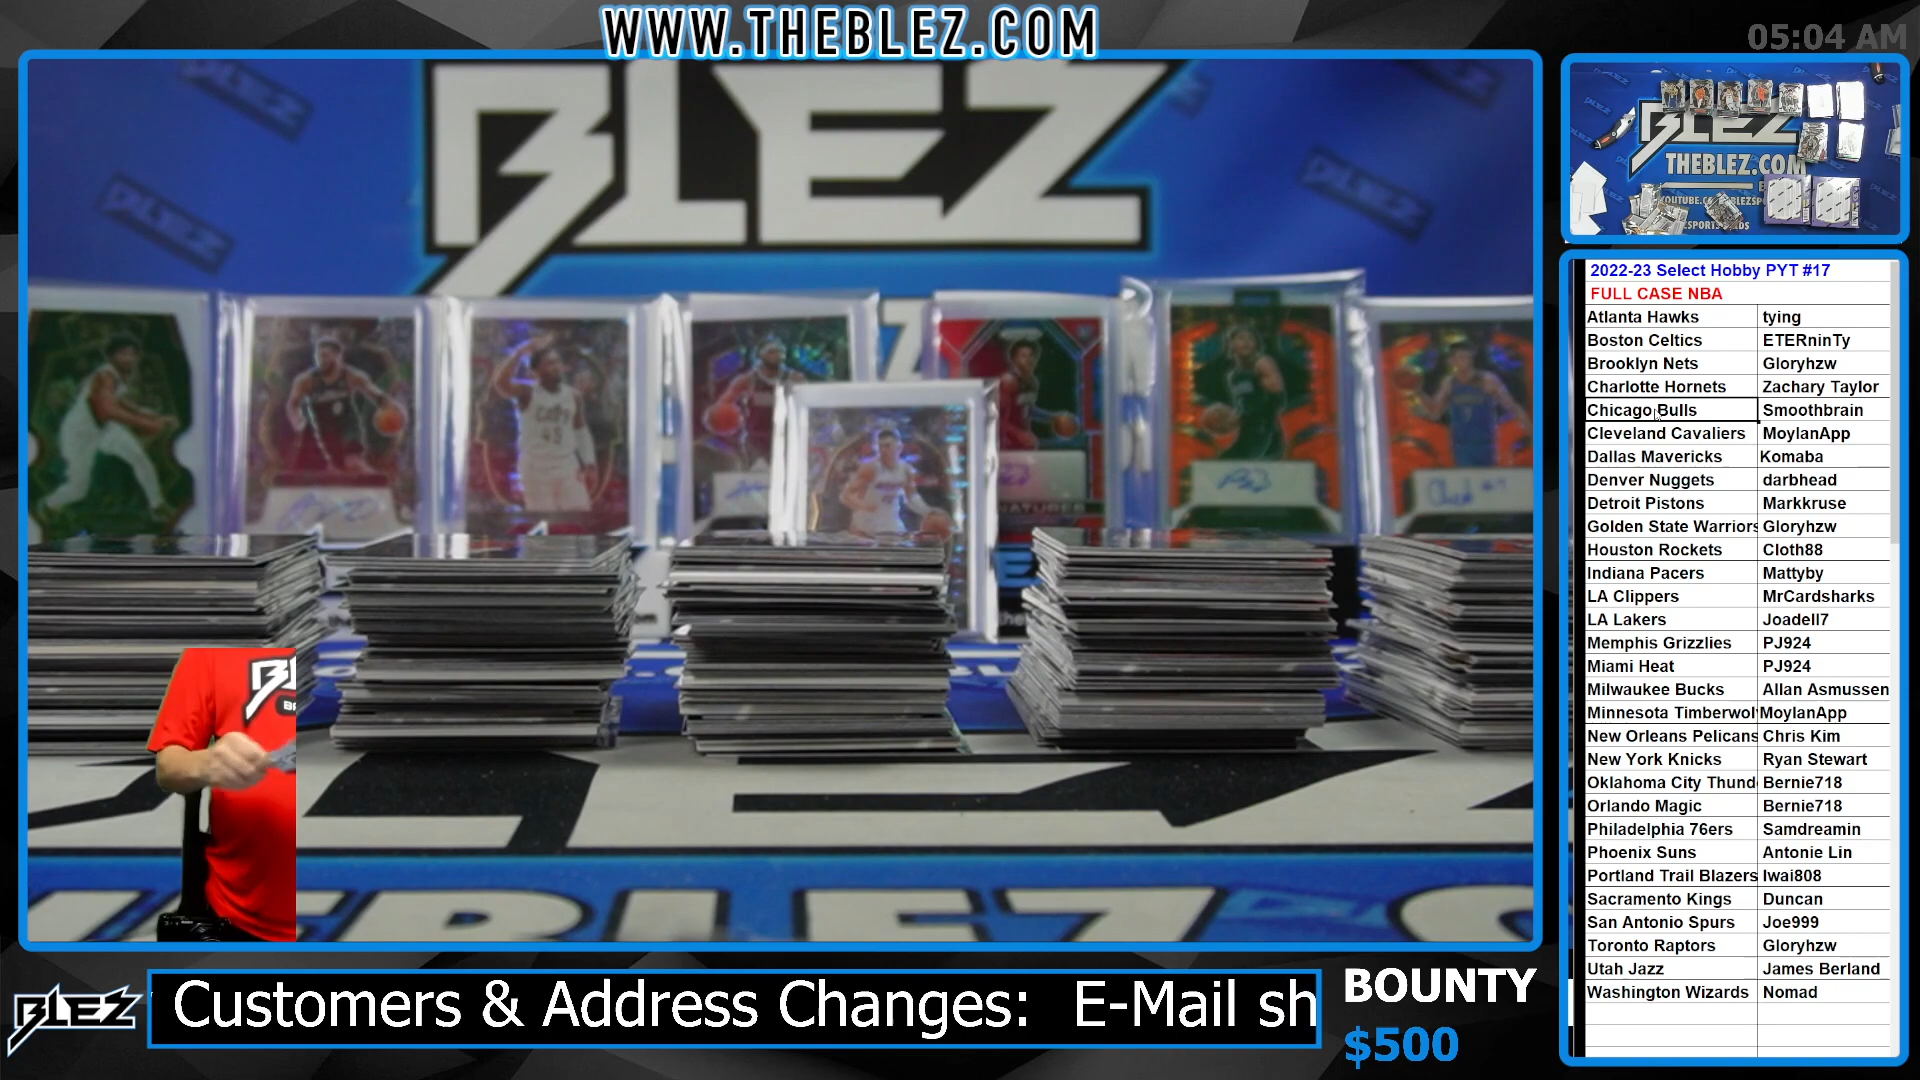 WWW.THEBLEZ.COM
05:04 AM
BLEZ
BLEZ
THEBLEZ.COM
2022-23 Select Hobby PYT #17
FULL CASE NBA
Atlanta Hawks tying
Boston Celtics ETERninTy
Brooklyn Nets Gloryhzw
Charlotte Hornets Zachary Taylor
Chicago Bulls Smoothbrain
Cleveland Cavaliers MoylanApp
Dallas Mavericks Komaba
Denver Nuggets darbhead
Detroit Pistons Markkruse
Golden State Warriors Gloryhzw
Houston Rockets Cloth88
Indiana Pacers Mattyby
LA Clippers MrCardsharks
LA Lakers Joadell7
Memphis Grizzlies PJ924
Miami Heat PJ924
Milwaukee Bucks Allan Asmussen
Minnesota Timberwol MoylanApp
New Orleans Pelicans Chris Kim
New York Knicks Ryan Stewart
Oklahoma City Thund Bernie718
Orlando Magic Bernie718
Philadelphia 76ers Samdreamin
Phoenix Suns Antonie Lin
Portland Trail Blazers Iwai808
Sacramento Kings Duncan
San Antonio Spurs Joe999
Toronto Raptors Gloryhzw
Utah Jazz James Berland
Washington Wizards Nomad
BLEZ
Customers & Address Changes: E-Mail sh
BOUNTY
$500